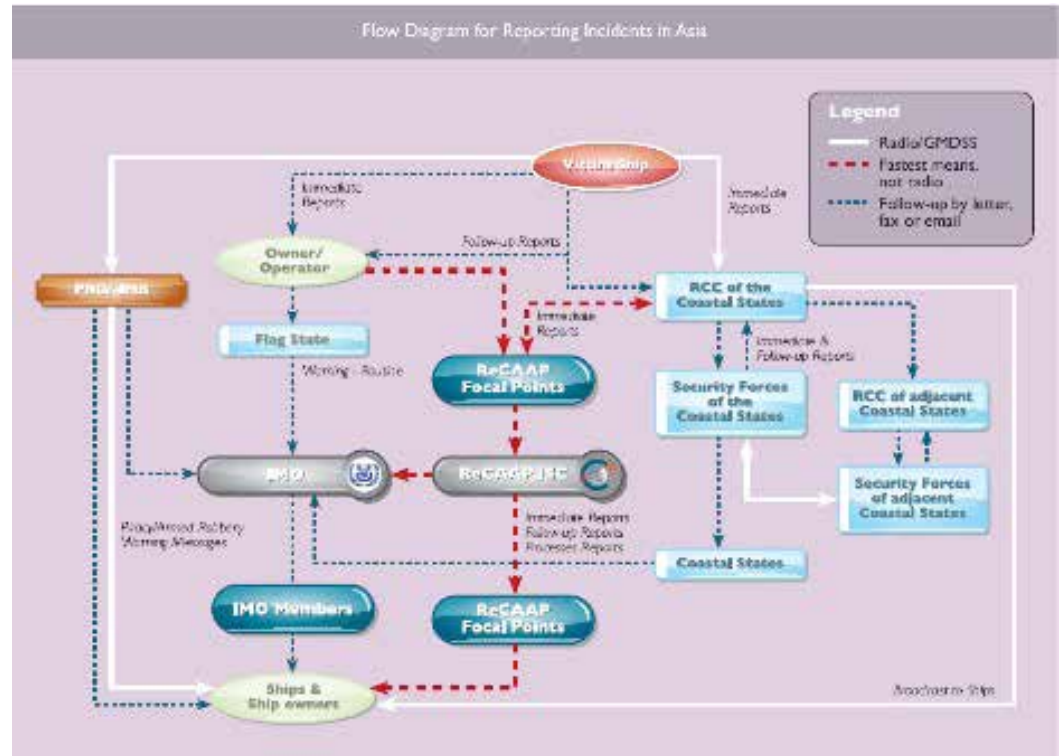 Flow Diagram for Reporting Incidents in Asia
Legend
Radio/GMDSS
Fastest means,
not radio
Follow-up by letter,
fax or email
Victim Ship
Immediate
Reports
Immediate
Reports
Follow-up Reports
Owner/
Operator
RCC of the
Coastal States
Flag State
Immediate
Reports
Immediate &
Follow-up Reports
Warning - Routine
ReCAAP
Focal Points
Security Forces
of the
Coastal States
RCC of adjacent
Coastal States
IMO
ReCAAP ISC
Security Forces
of adjacent
Coastal States
Piracy/Armed Robbery
Warning Messages
Immediate Reports
Follow-up Reports
Processes Reports
Coastal States
IMO Members
ReCAAP
Focal Points
Ships &
Ship owners
Broadcast to Ships